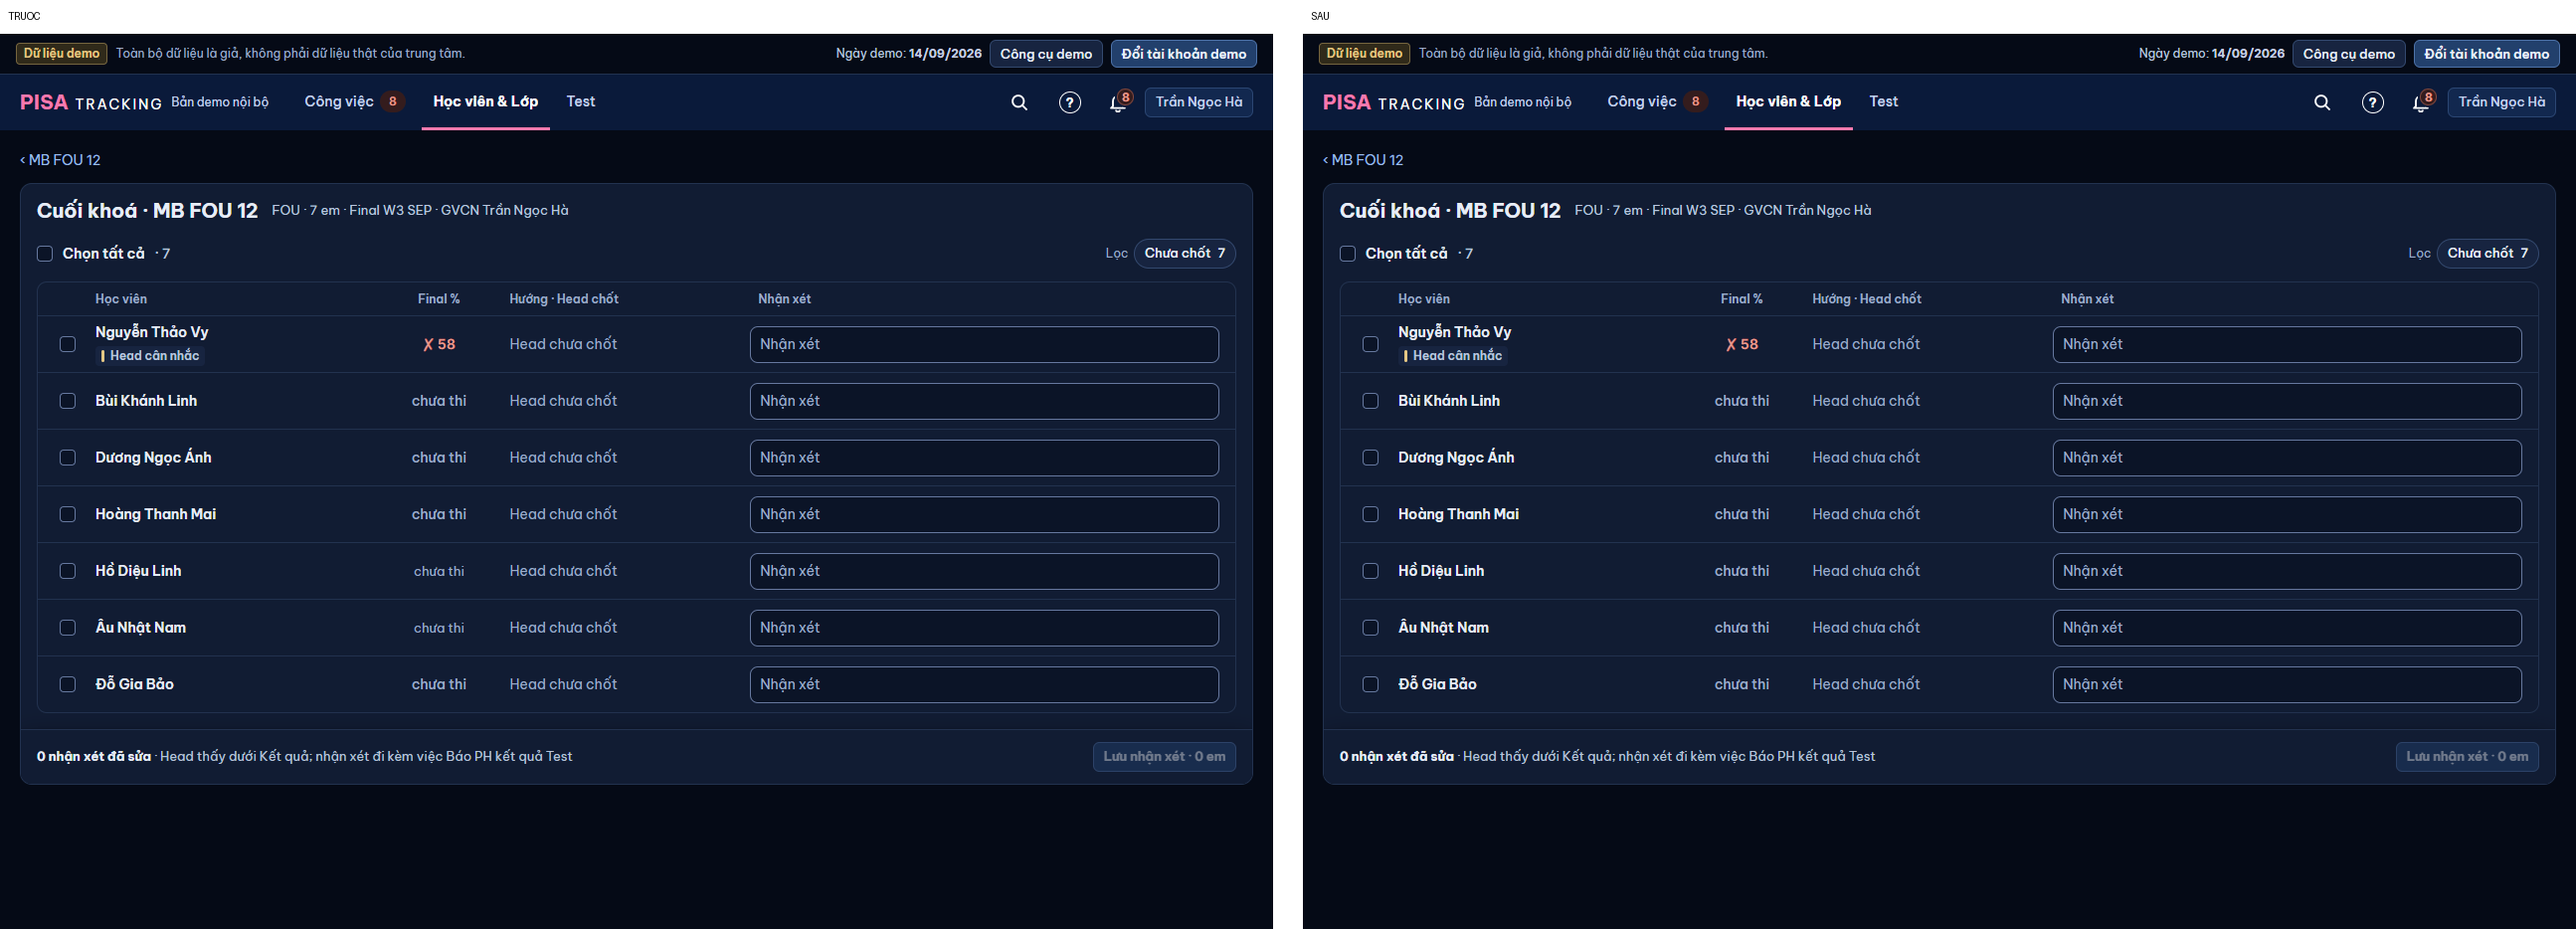 TRUOC
Dữ liệu demo Toàn bộ dữ liệu là giả, không phải dữ liệu thật của trung tâm. Ngày demo: 14/09/2026 Công cụ demo Đổi tài khoản demo
PISA TRACKING Bản demo nội bộ Công việc 8 Học viên & Lớp Test ? 8 Trần Ngọc Hà
‹ MB FOU 12
Cuối khoá · MB FOU 12 FOU · 7 em · Final W3 SEP · GVCN Trần Ngọc Hà
Chọn tất cả · 7 Lọc Chưa chốt 7
Học viên Final % Hướng · Head chốt Nhận xét
Nguyễn Thảo Vy ✗ 58 Head chưa chốt Nhận xét
Head cân nhắc
Bùi Khánh Linh chưa thi Head chưa chốt Nhận xét
Dương Ngọc Ánh chưa thi Head chưa chốt Nhận xét
Hoàng Thanh Mai chưa thi Head chưa chốt Nhận xét
Hồ Diệu Linh chưa thi Head chưa chốt Nhận xét
Âu Nhật Nam chưa thi Head chưa chốt Nhận xét
Đỗ Gia Bảo chưa thi Head chưa chốt Nhận xét
0 nhận xét đã sửa · Head thấy dưới Kết quả; nhận xét đi kèm việc Báo PH kết quả Test Lưu nhận xét · 0 em
SAU
Dữ liệu demo Toàn bộ dữ liệu là giả, không phải dữ liệu thật của trung tâm. Ngày demo: 14/09/2026 Công cụ demo Đổi tài khoản demo
PISA TRACKING Bản demo nội bộ Công việc 8 Học viên & Lớp Test ? 8 Trần Ngọc Hà
‹ MB FOU 12
Cuối khoá · MB FOU 12 FOU · 7 em · Final W3 SEP · GVCN Trần Ngọc Hà
Chọn tất cả · 7 Lọc Chưa chốt 7
Học viên Final % Hướng · Head chốt Nhận xét
Nguyễn Thảo Vy ✗ 58 Head chưa chốt Nhận xét
Head cân nhắc
Bùi Khánh Linh chưa thi Head chưa chốt Nhận xét
Dương Ngọc Ánh chưa thi Head chưa chốt Nhận xét
Hoàng Thanh Mai chưa thi Head chưa chốt Nhận xét
Hồ Diệu Linh chưa thi Head chưa chốt Nhận xét
Âu Nhật Nam chưa thi Head chưa chốt Nhận xét
Đỗ Gia Bảo chưa thi Head chưa chốt Nhận xét
0 nhận xét đã sửa · Head thấy dưới Kết quả; nhận xét đi kèm việc Báo PH kết quả Test Lưu nhận xét · 0 em